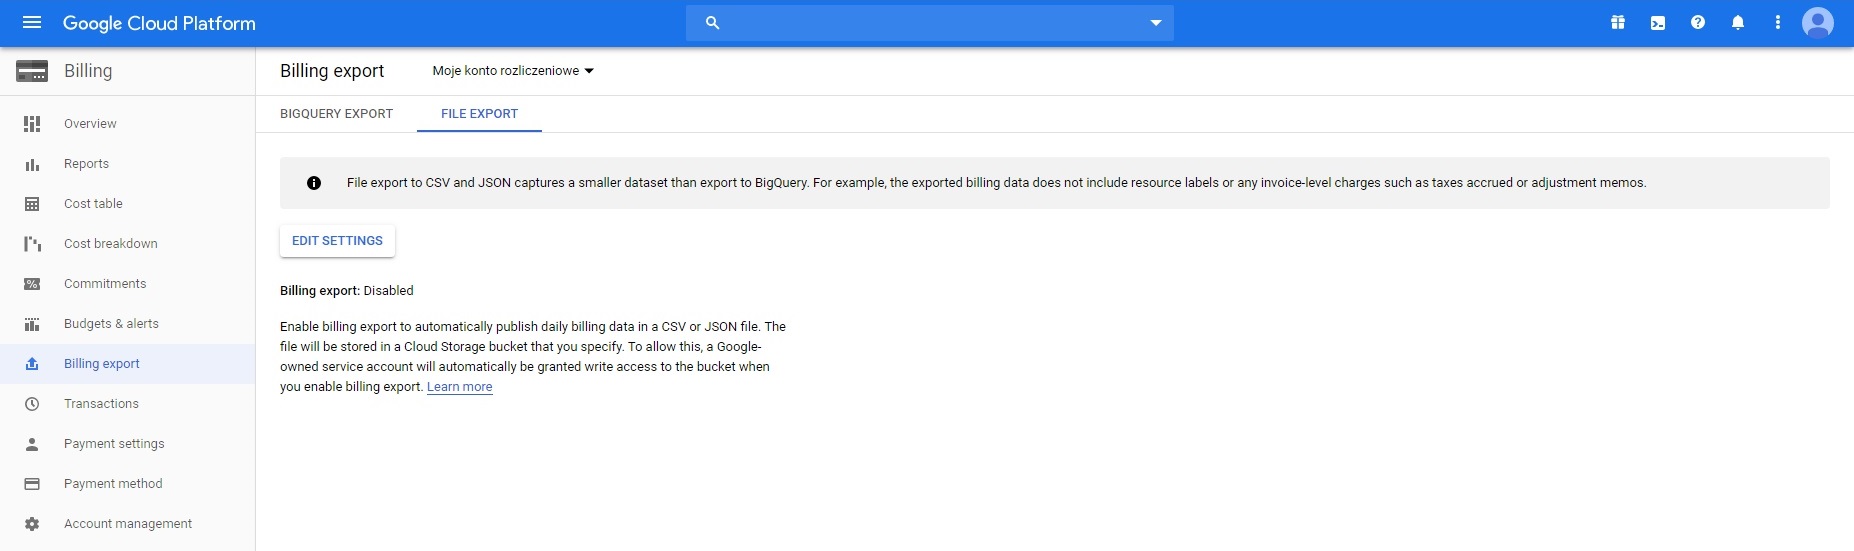 Google Cloud Platform
Billing
Billing export
Moje konto rozliczeniowe
BIGQUERY EXPORT
FILE EXPORT
Overview
Reports
Cost table
Cost breakdown
Commitments
Budgets & alerts
Billing export
Transactions
Payment settings
Payment method
Account management
File export to CSV and JSON captures a smaller dataset than export to BigQuery. For example, the exported billing data does not include resource labels or any invoice-level charges such as taxes accrued or adjustment memos.
EDIT SETTINGS
Billing export: Disabled
Enable billing export to automatically publish daily billing data in a CSV or JSON file. The
file will be stored in a Cloud Storage bucket that you specify. To allow this, a Google-
owned service account will automatically be granted write access to the bucket when
you enable billing export. Learn more